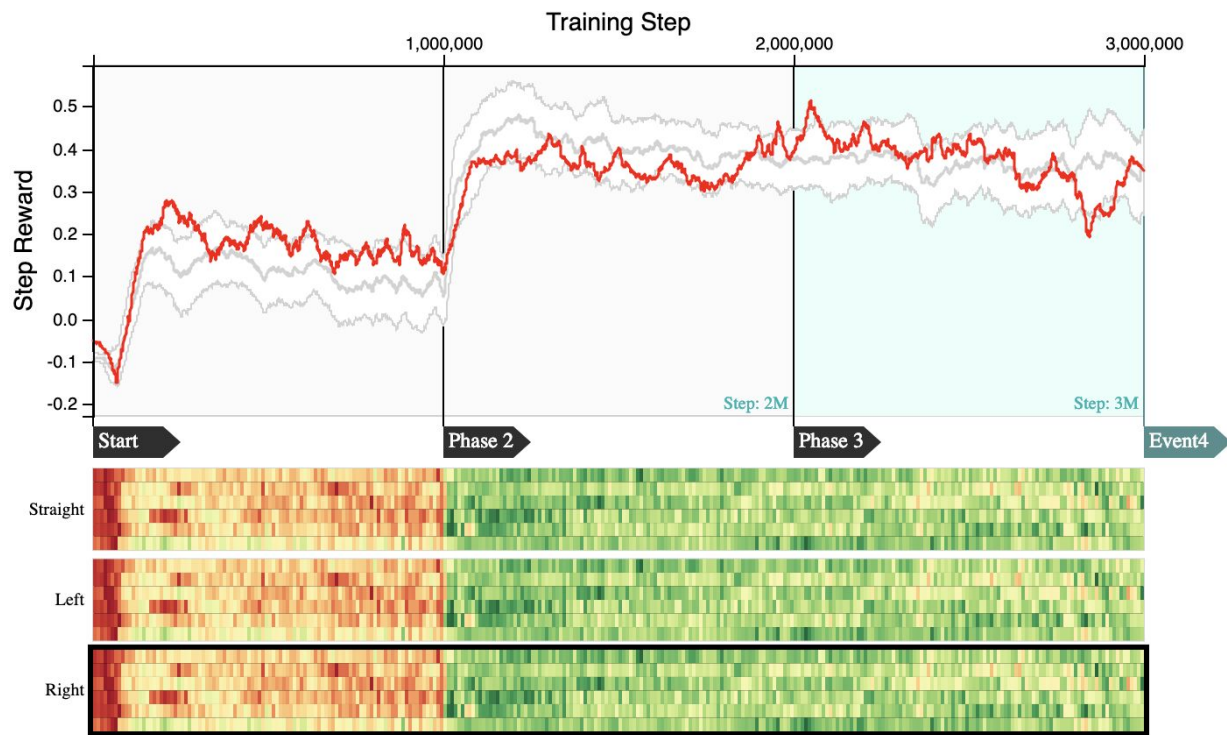 Training Step
1,000,000
2,000,000
3,000,000
Step Reward
0.5
0.4
0.3
0.2
0.1
0.0
-0.1
-0.2
Step: 2M
Step: 3M
Start
Phase 2
Phase 3
Event4
Straight
Left
Right